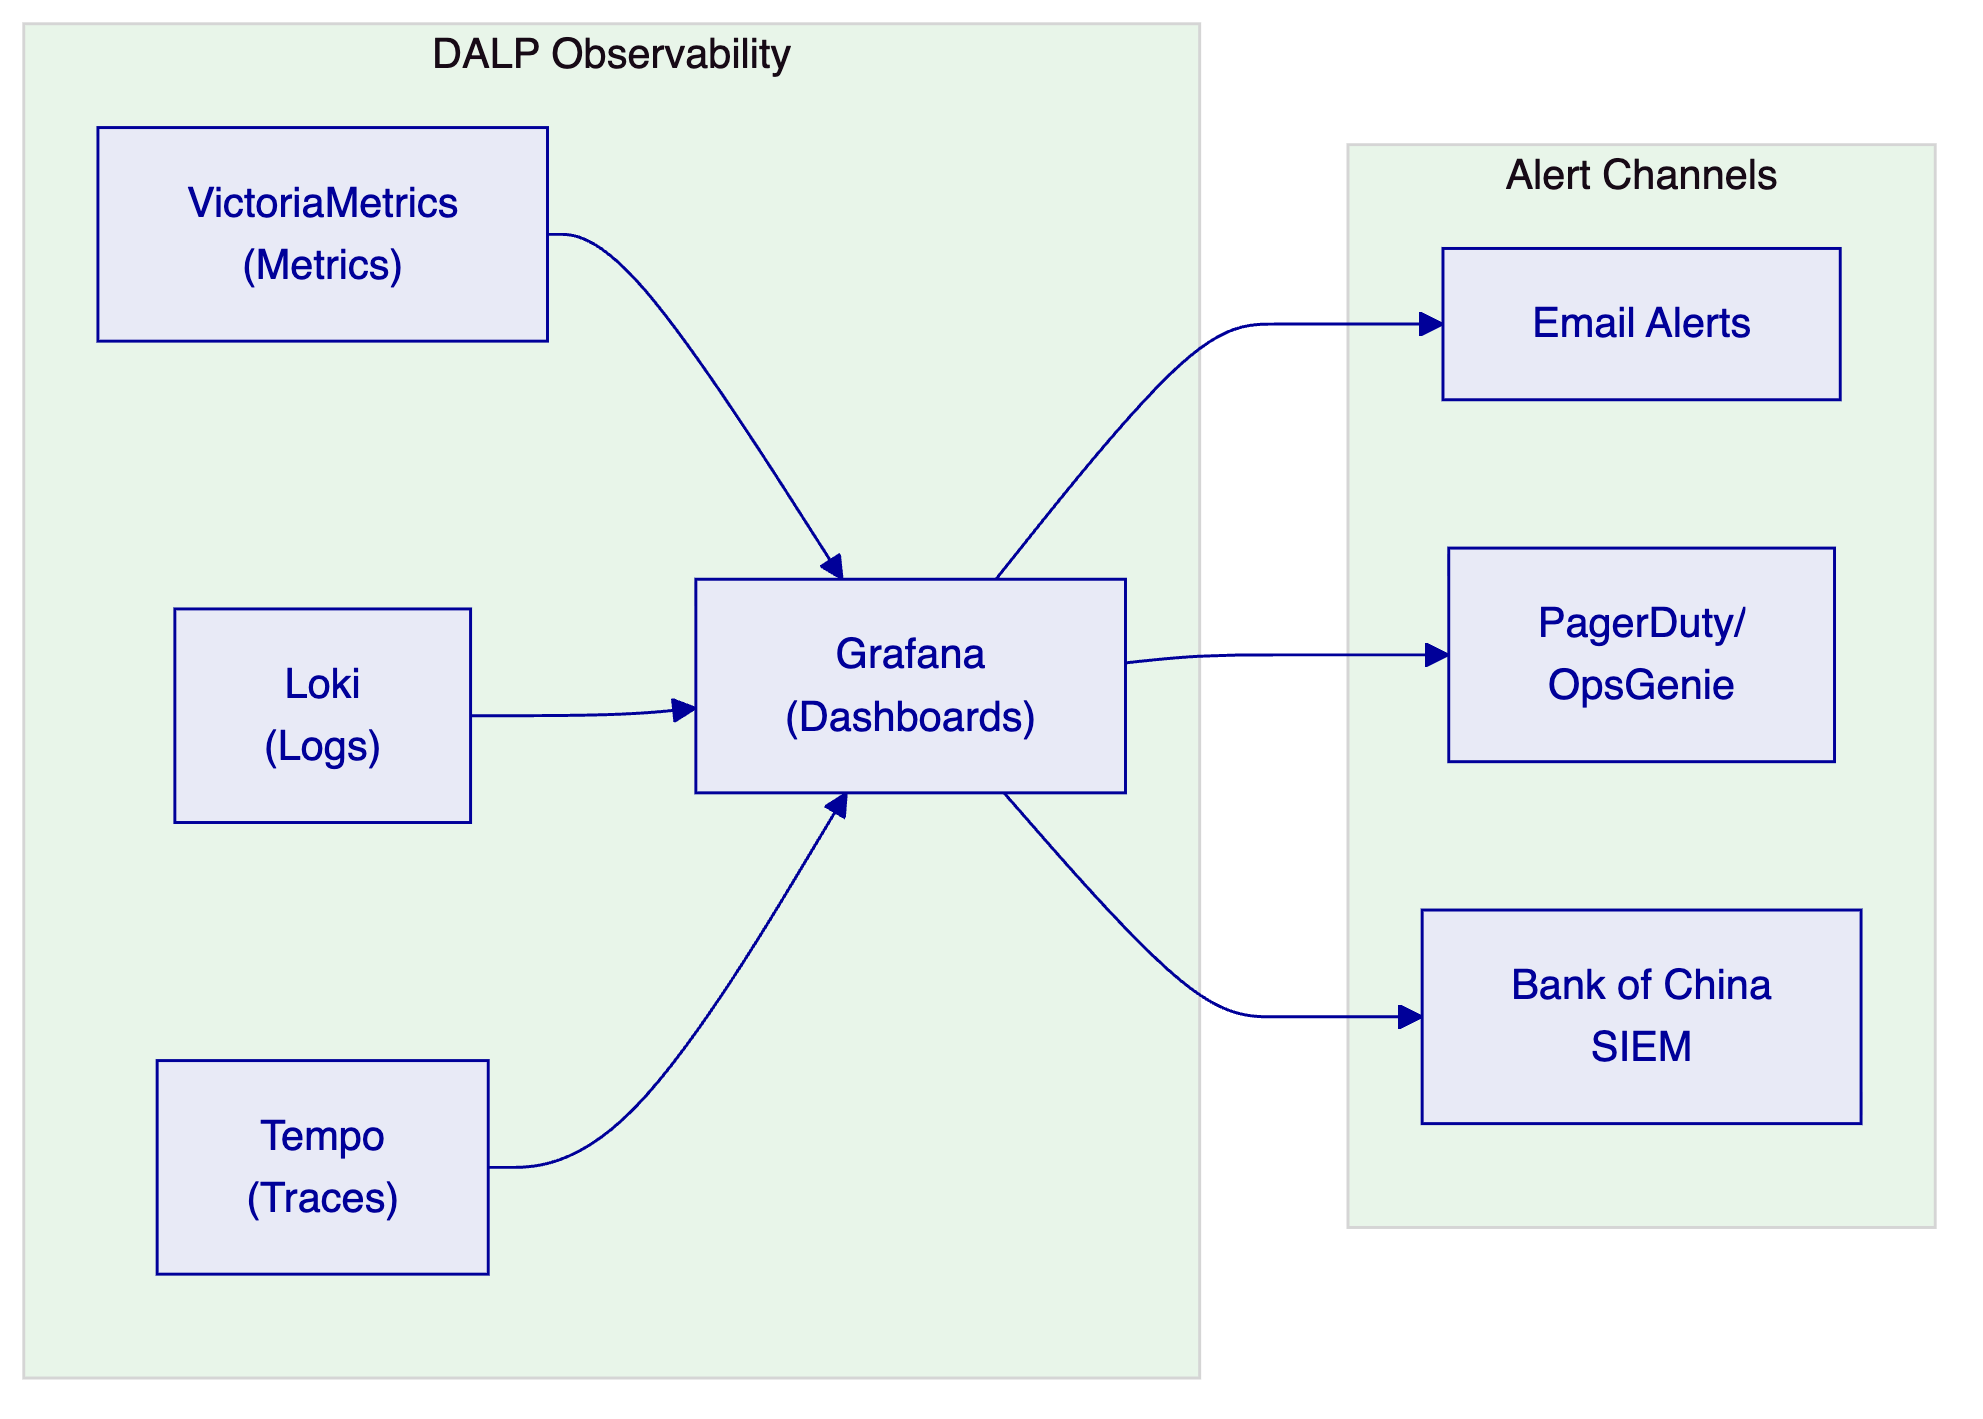 DALP Observability
VictoriaMetrics
(Metrics)
Loki
(Logs)
Tempo
(Traces)
Grafana
(Dashboards)
Alert Channels
Email Alerts
PagerDuty/
OpsGenie
Bank of China
SIEM